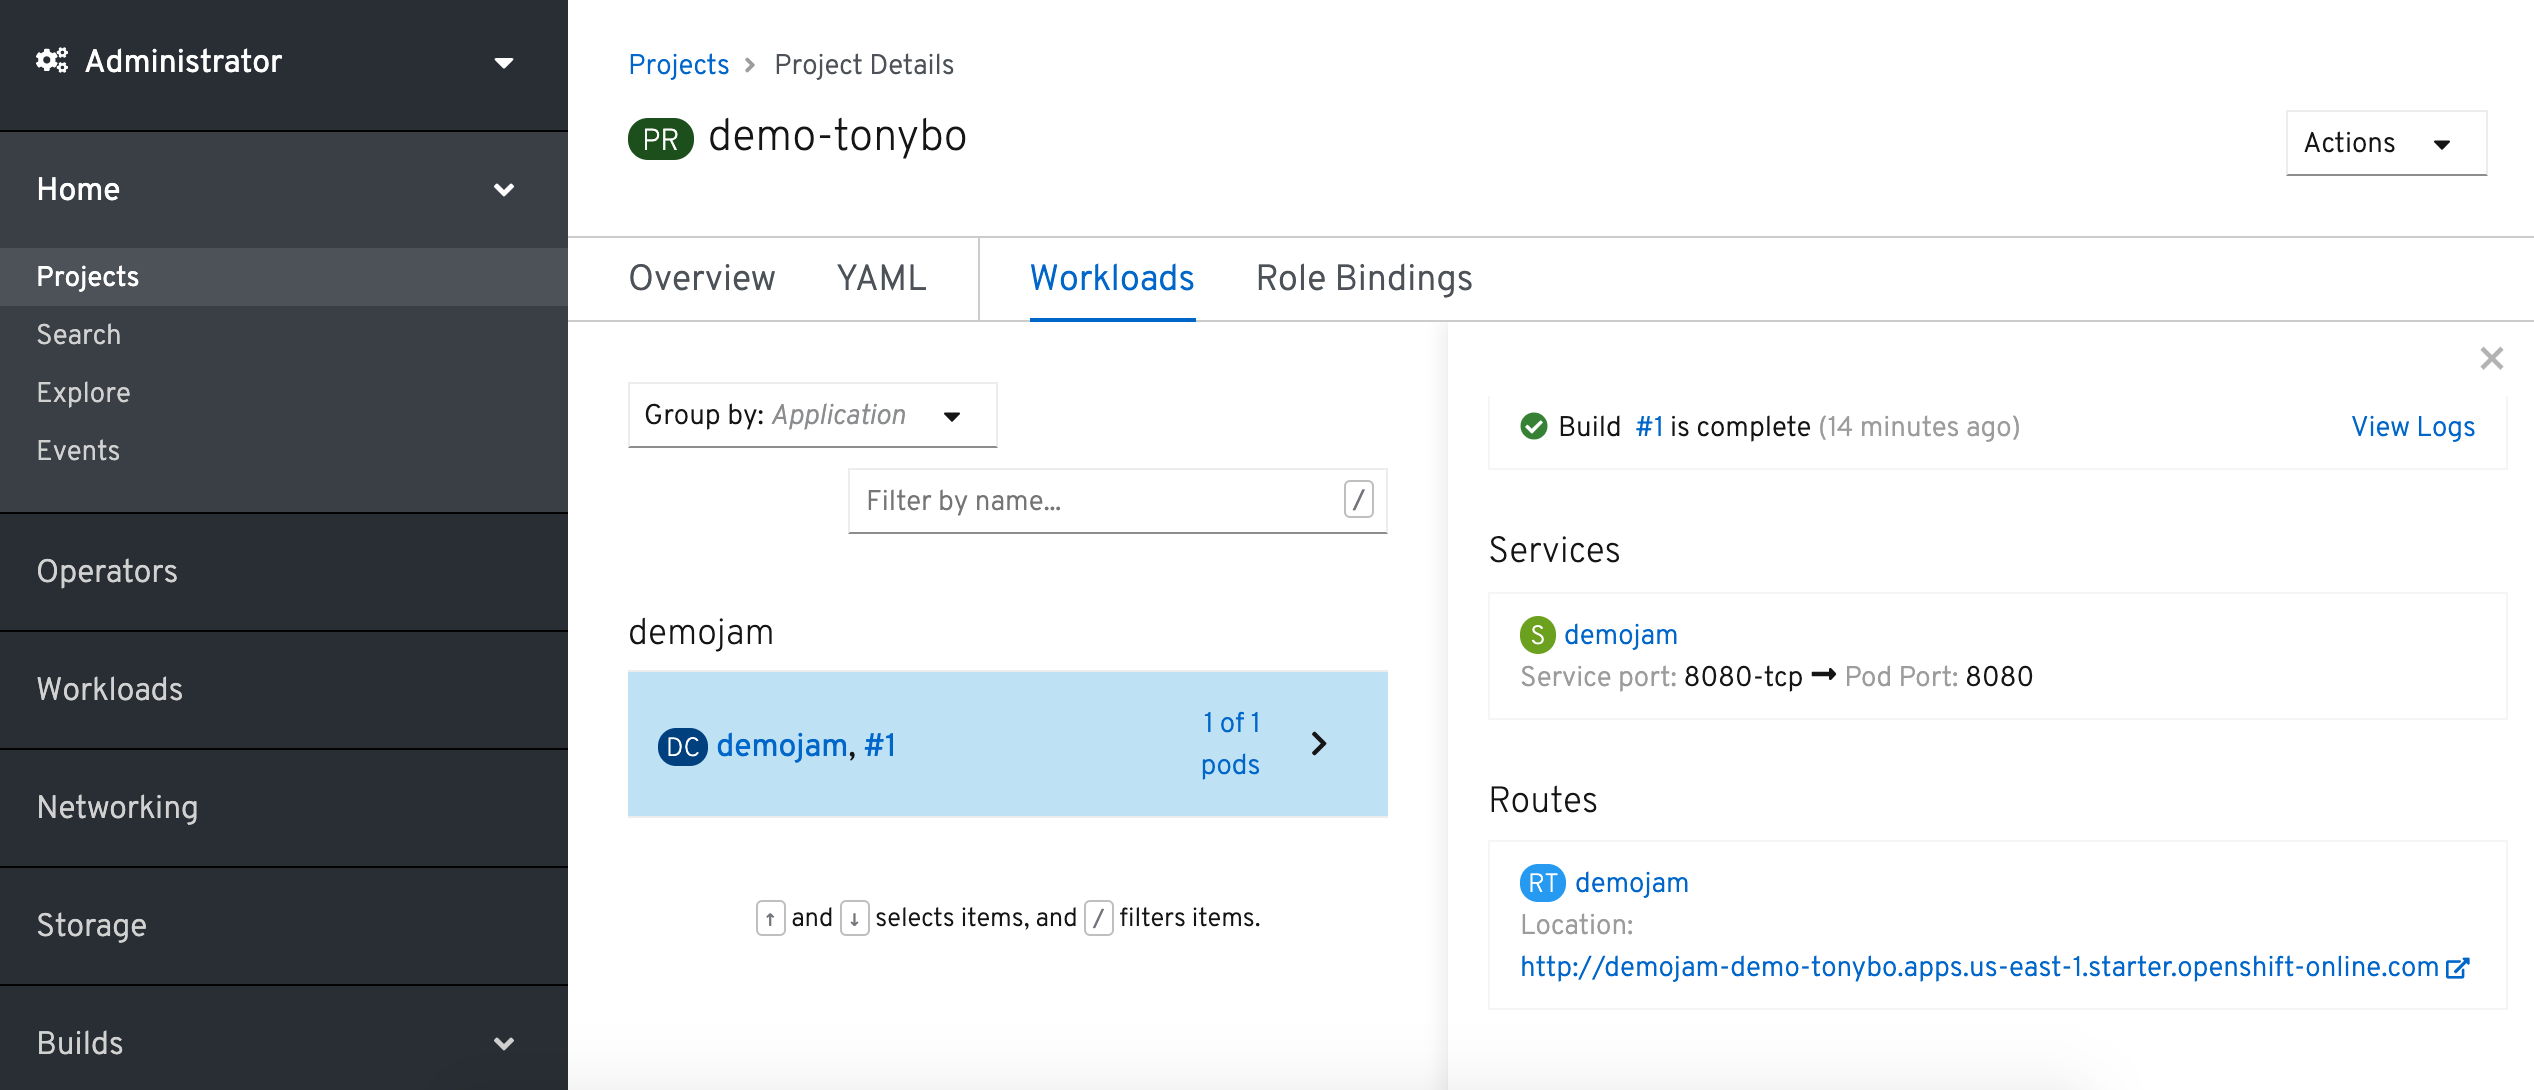 Administrator
Home
Projects
Search
Explore
Events
Operators
Workloads
Networking
Storage
Builds
Projects > Project Details
PR demo-tonybo
Actions
Overview YAML Workloads Role Bindings
Group by: Application
Filter by name... /
demojam
DC demojam, #1
1 of 1
pods
↑ and ↓ selects items, and / filters items.
Build #1 is complete (14 minutes ago) View Logs
Services
S demojam
Service port: 8080-tcp → Pod Port: 8080
Routes
RT demojam
Location:
http://demojam-demo-tonybo.apps.us-east-1.starter.openshift-online.com